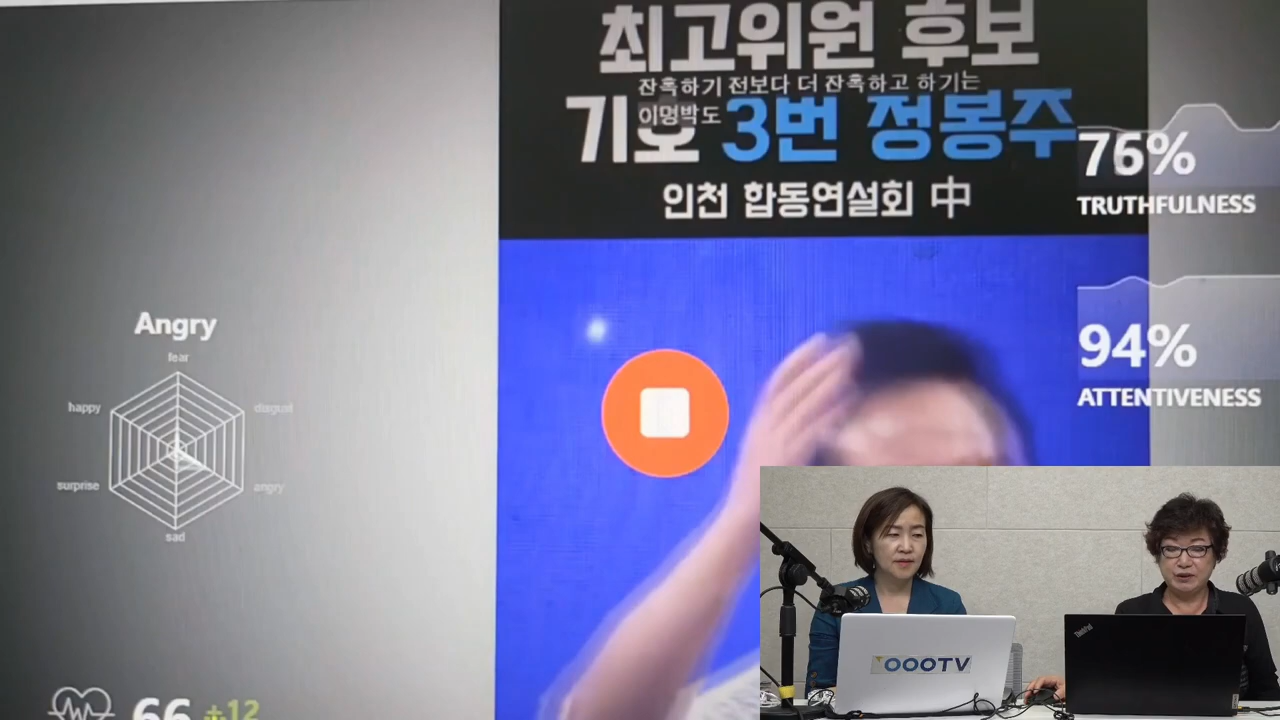 최고위원 후보
잔혹하기 전보다 더 잔혹하고 하기는
이명박도
기호 3번 정봉주
인천 합동연설회 中
76%
TRUTHFULNESS
94%
ATTENTIVENESS
Angry
fear
happy
disgust
surprise
angry
sad
66 +12
OOOTV
ThinkPad